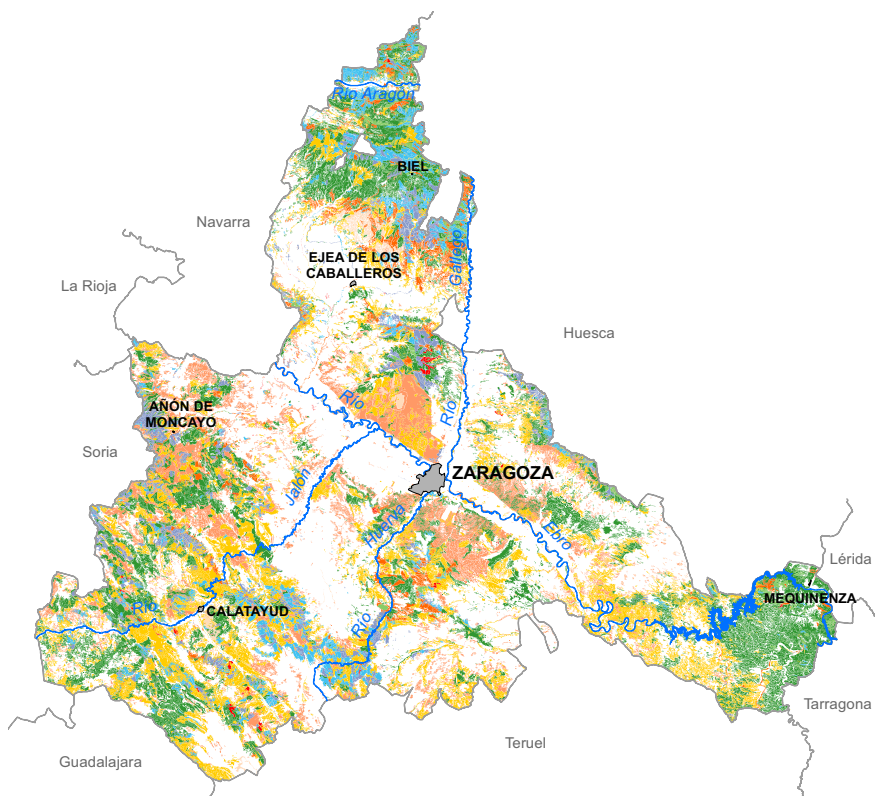 Río Aragón
BIEL
Navarra
Gállego
EJEA DE LOS
CABALLEROS
La Rioja
Huesca
Río
Río
AÑÓN DE
MONCAYO
Soria
ZARAGOZA
Jalón
Huerva
Ebro
Lérida
MEQUINENZA
Río
CALATAYUD
Río
Tarragona
Teruel
Guadalajara